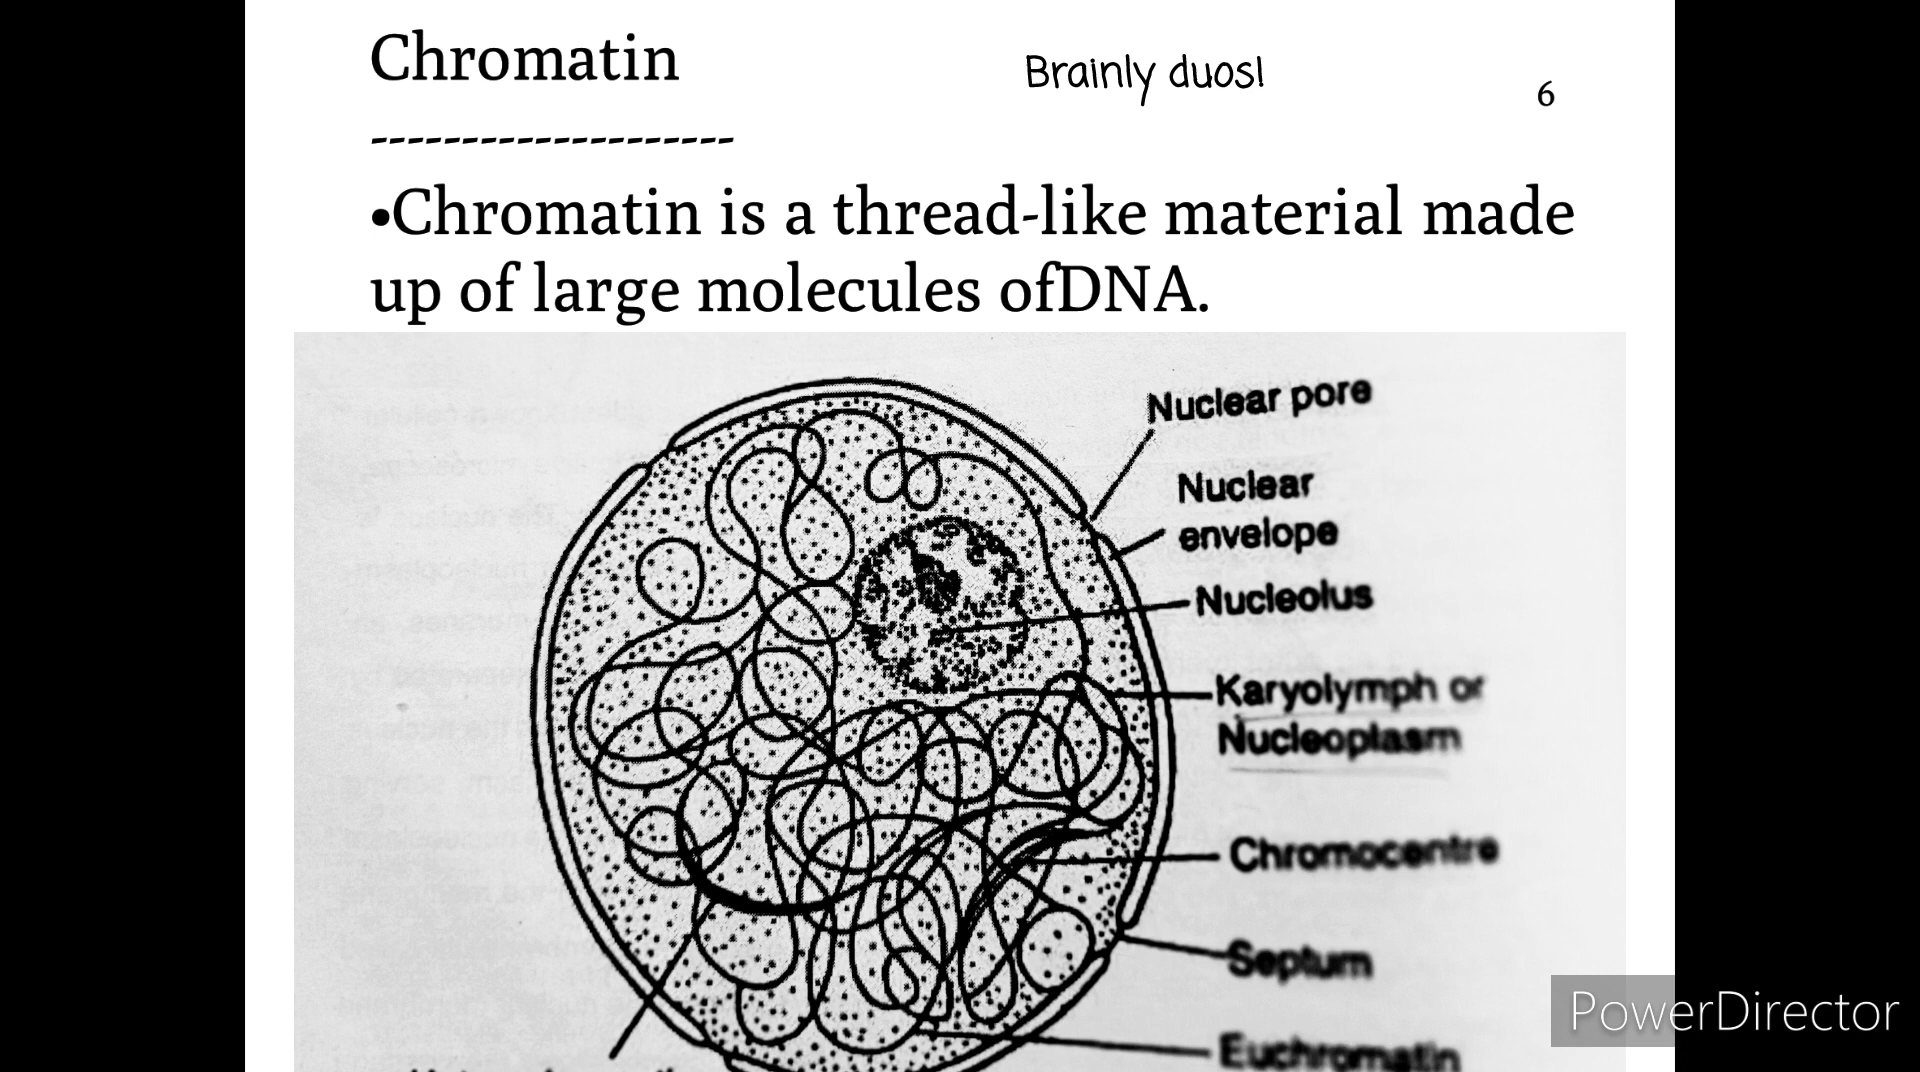 Chromatin
Brainly duos!
6
--------------------
•Chromatin is a thread-like material made
up of large molecules ofDNA.
Nuclear pore
Nuclear
envelope
Nucleolus
Karyolymph or
Nucleoplasm
Chromocentre
Septum
Euchromatin
PowerDirector